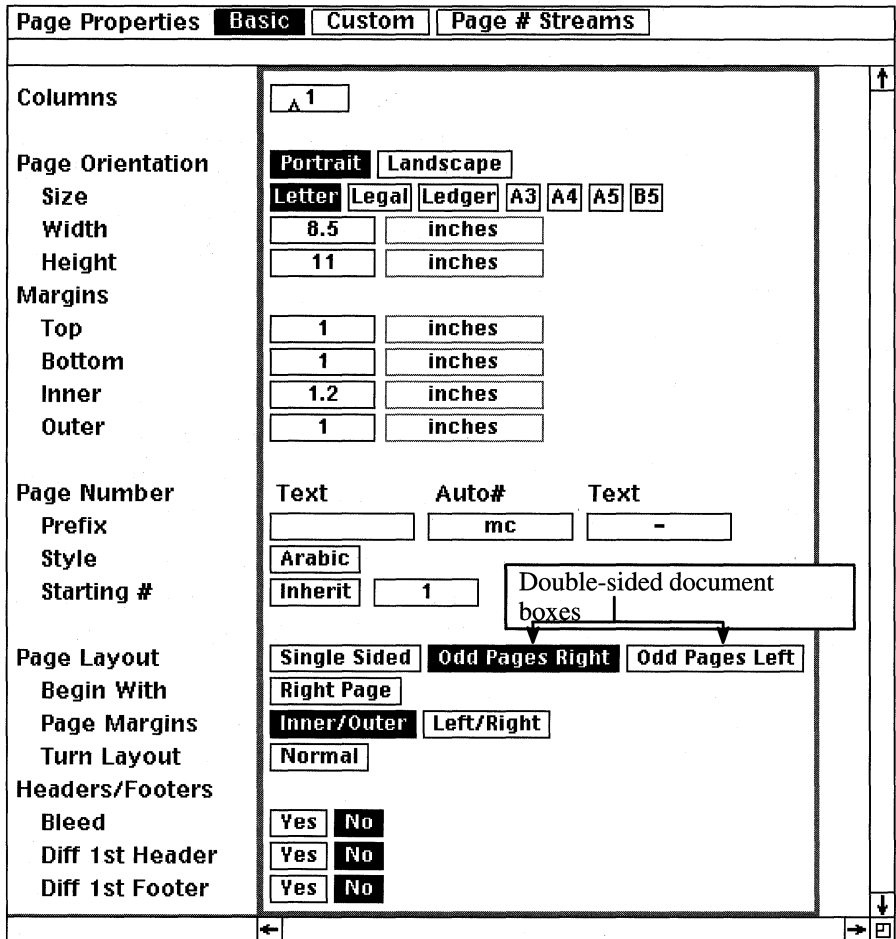 Page Properties Basic Custom Page # Streams
Columns 1
Page Orientation Portrait Landscape
Size Letter Legal Ledger A3 A4 A5 B5
Width 8.5 inches
Height 11 inches
Margins
Top 1 inches
Bottom 1 inches
Inner 1.2 inches
Outer 1 inches
Page Number Text Auto# Text
Prefix mc –
Style Arabic
Starting # Inherit 1
Double-sided document
boxes
Page Layout Single Sided Odd Pages Right Odd Pages Left
Begin With Right Page
Page Margins Inner/Outer Left/Right
Turn Layout Normal
Headers/Footers
Bleed Yes No
Diff 1st Header Yes No
Diff 1st Footer Yes No